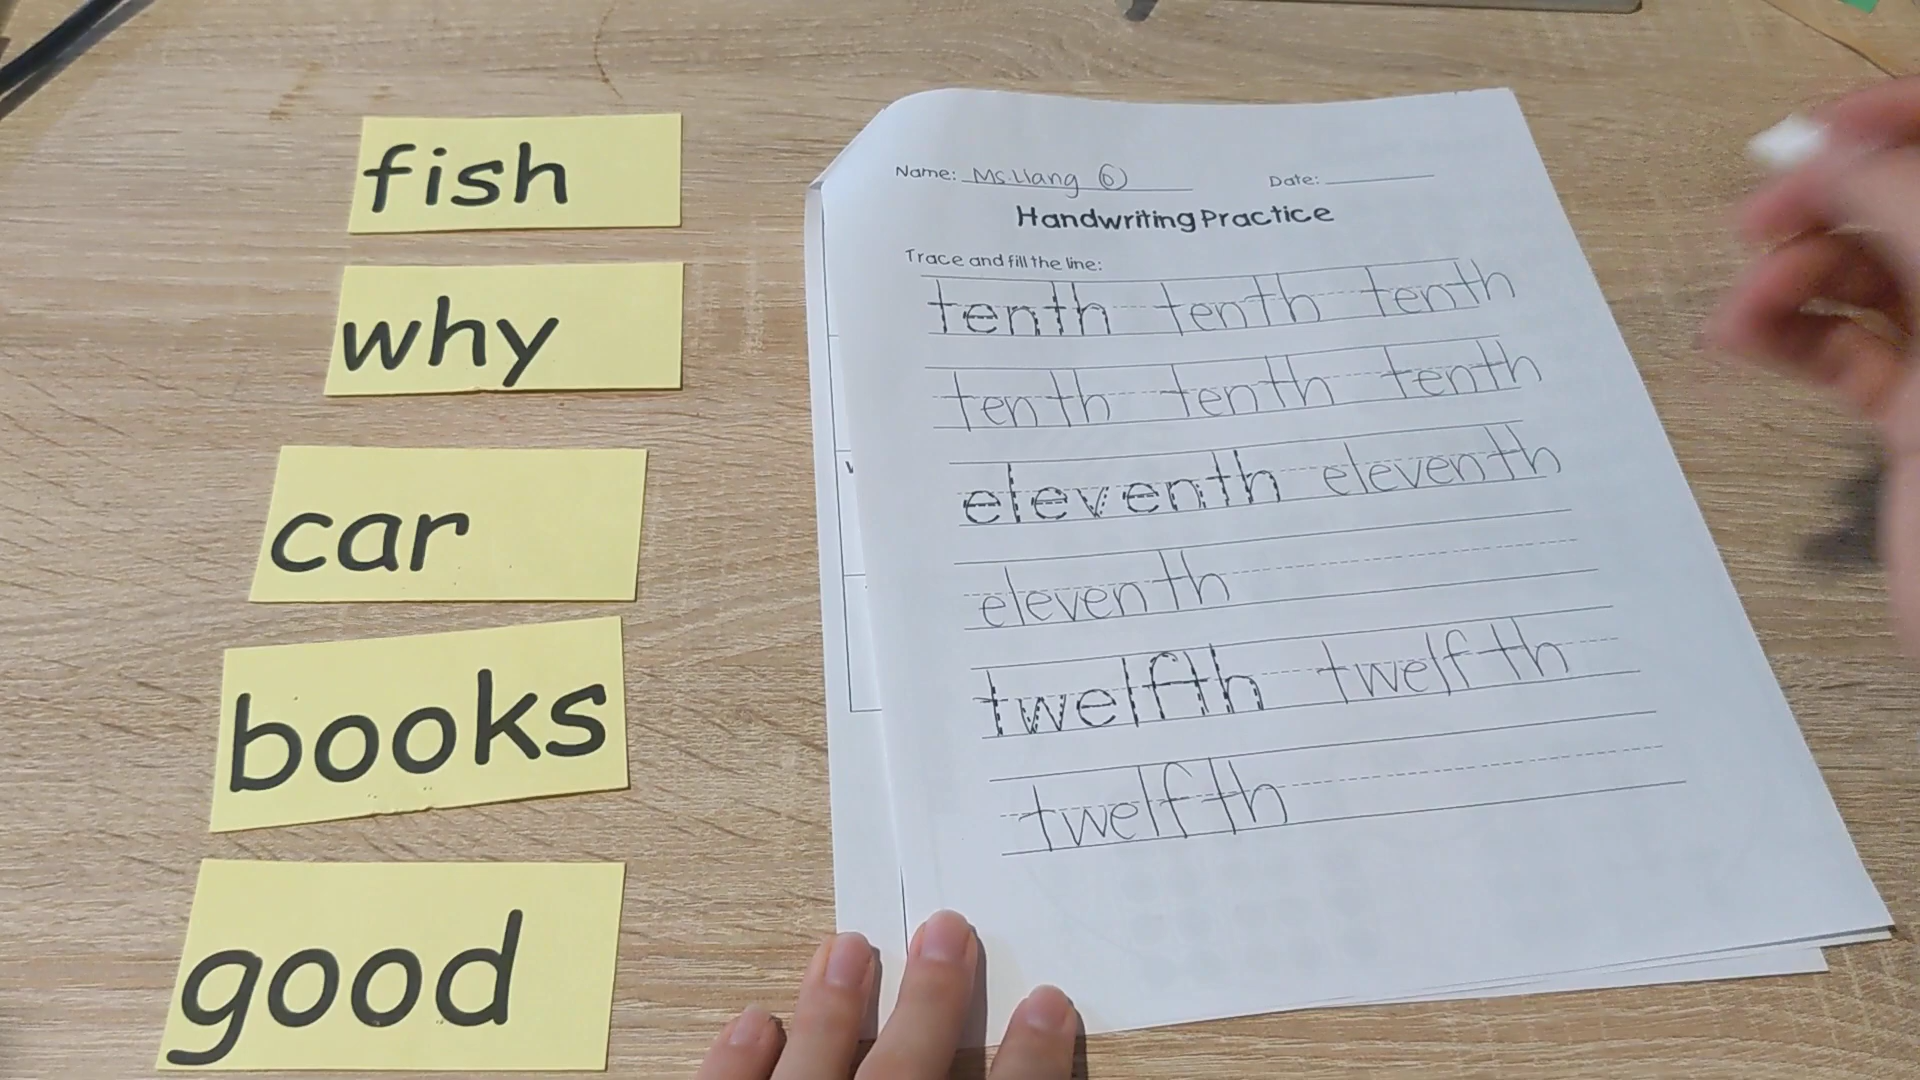 fish
why
car
books
good
Name: Ms. Liang 6 Date:
Handwriting Practice
Trace and fill the line:
tenth tenth tenth
tenth tenth tenth
eleventh eleventh
eleventh
twelfth twelfth
twelfth